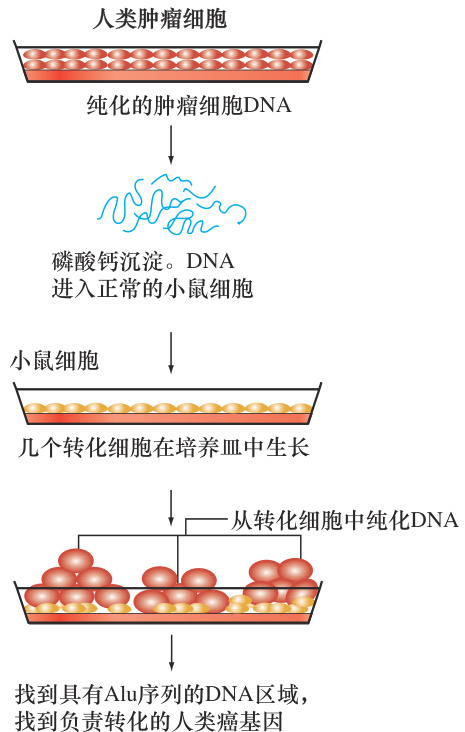 人类肿瘤细胞
纯化的肿瘤细胞DNA
磷酸钙沉淀。DNA
进入正常的小鼠细胞
小鼠细胞
几个转化细胞在培养皿中生长
从转化细胞中纯化DNA
找到具有Alu序列的DNA区域，
找到负责转化的人类癌基因